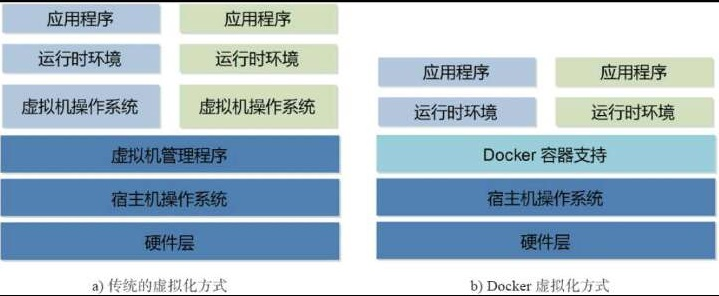 应用程序
应用程序
运行时环境
运行时环境
虚拟机操作系统
虚拟机操作系统
虚拟机管理程序
宿主机操作系统
硬件层
a) 传统的虚拟化方式
应用程序
应用程序
运行时环境
运行时环境
Docker 容器支持
宿主机操作系统
硬件层
b) Docker 虚拟化方式